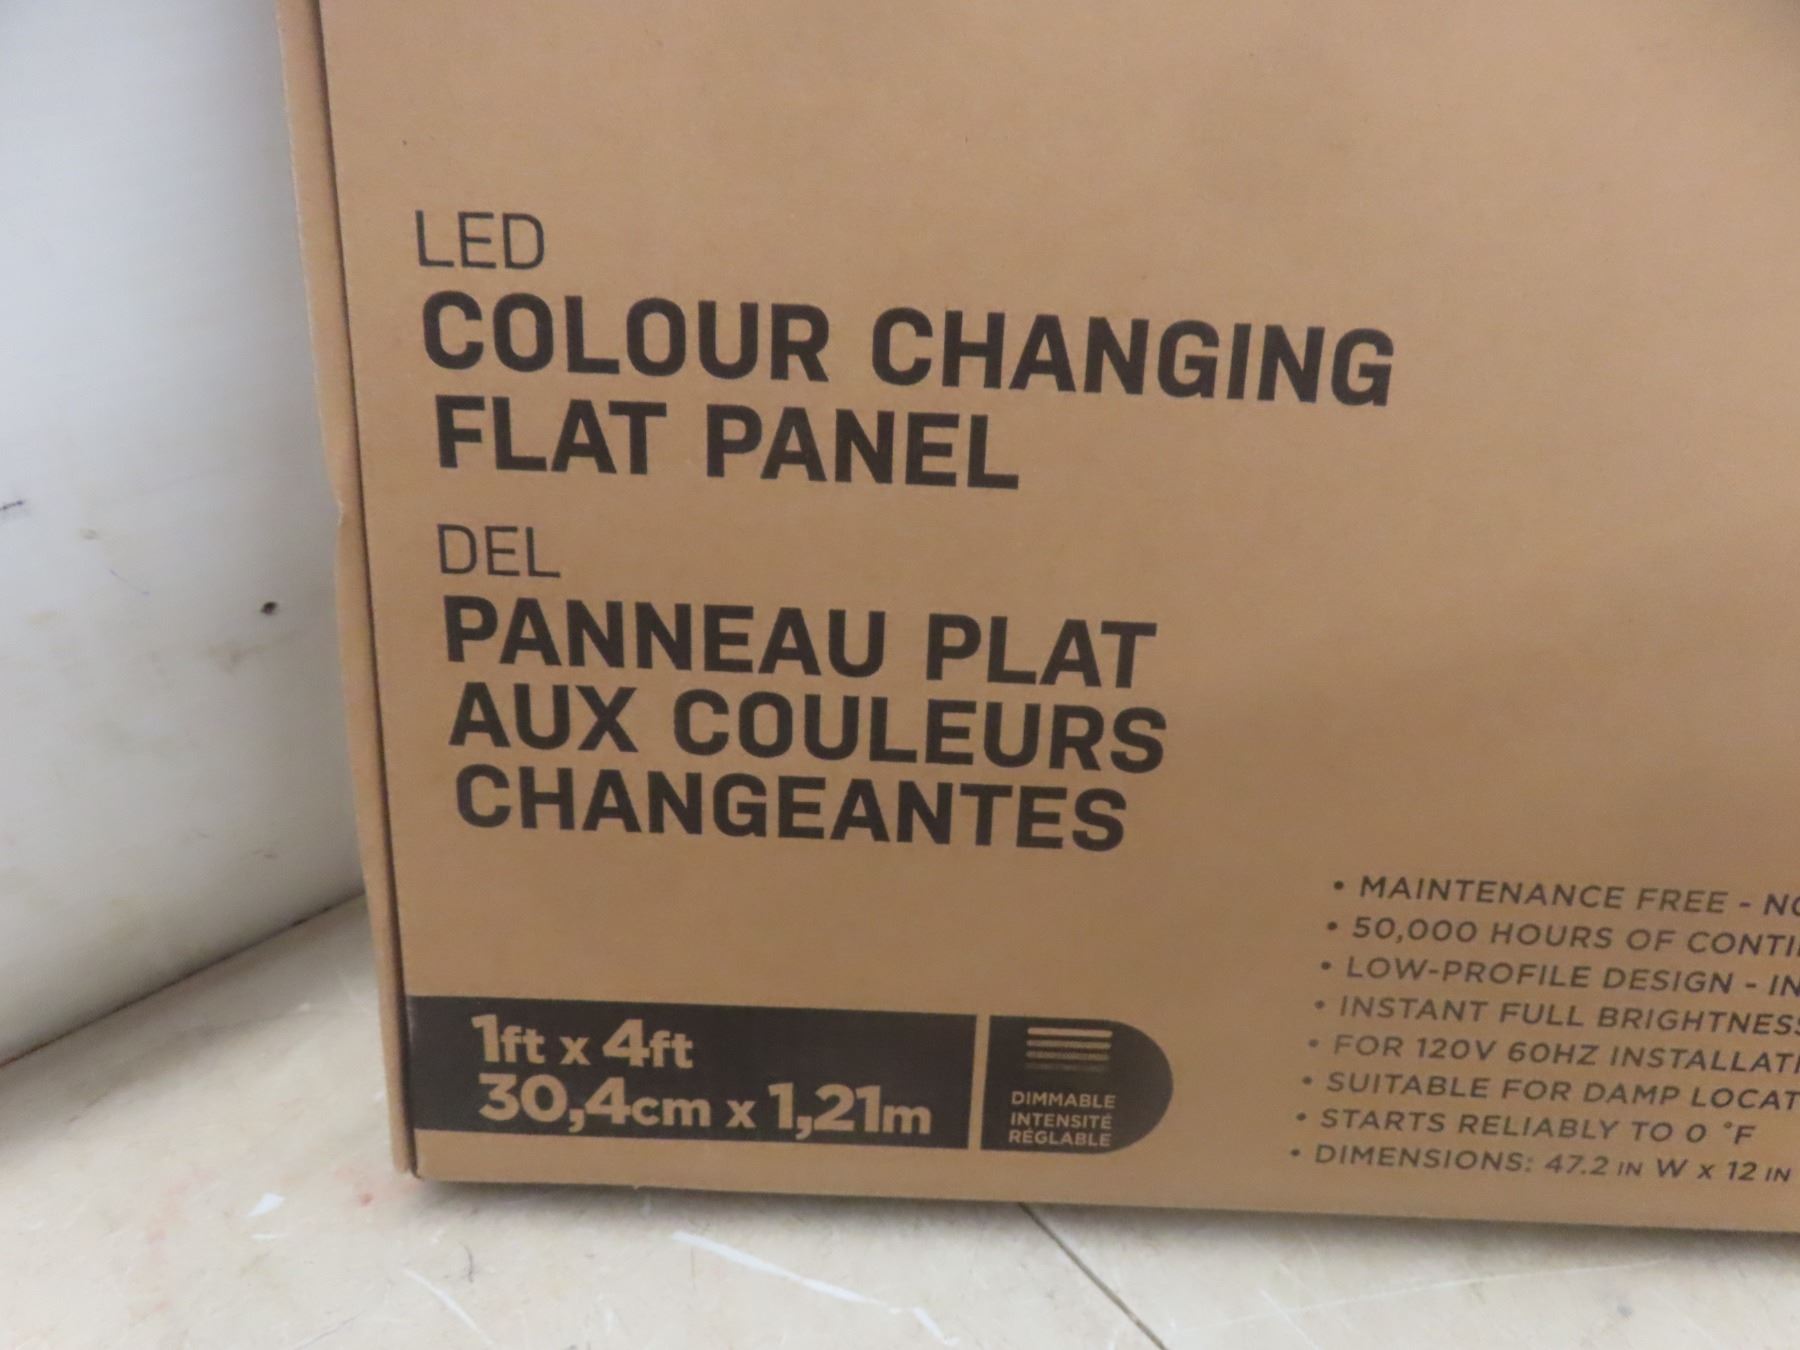 LED
COLOUR CHANGING
FLAT PANEL
DEL
PANNEAU PLAT
AUX COULEURS
CHANGEANTES
1ft x 4ft
30,4cm x 1,21m
DIMMABLE
INTENSITÉ
RÉGLABLE
• MAINTENANCE FREE -
• 50,000 HOURS OF
• LOW-PROFILE DESIGN -
• INSTANT FULL BRIGHTNESS
• FOR 120V 60HZ
• SUITABLE FOR DAMP
• STARTS RELIABLY TO 0 °F
• DIMENSIONS: 47.2 IN W x 12 IN